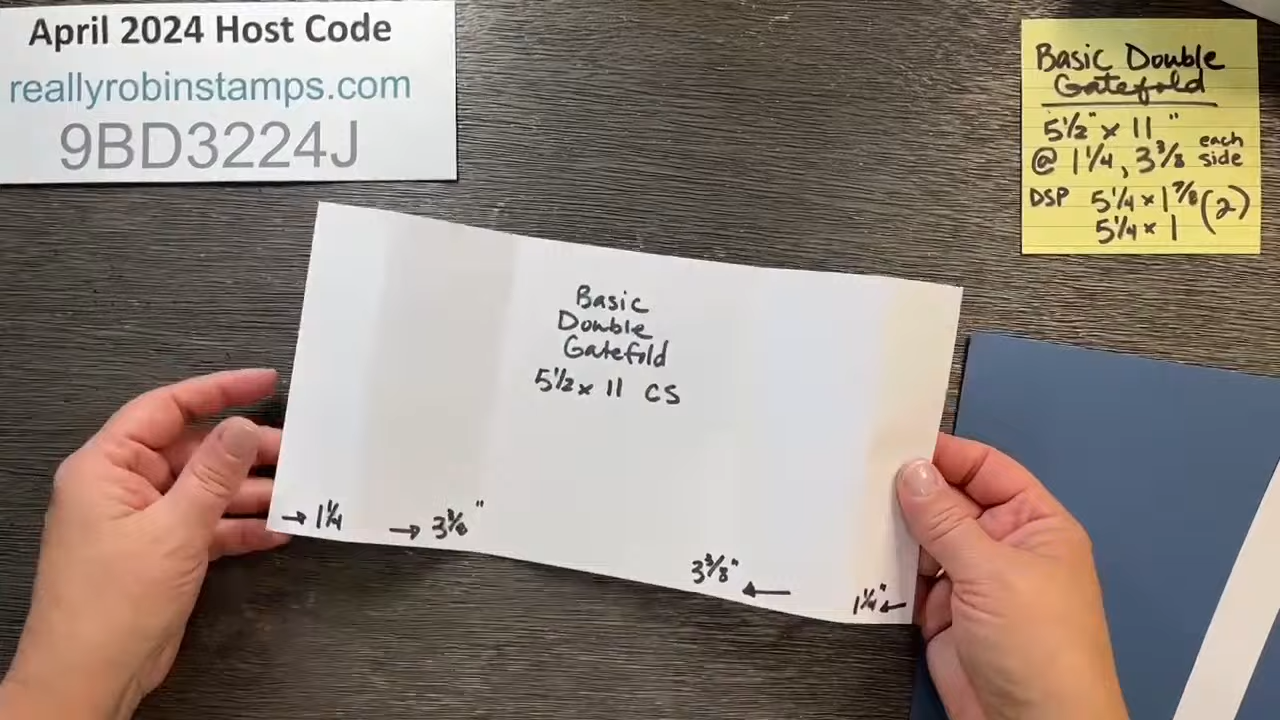 April 2024 Host Code
reallyrobinstamps.com
9BD3224J
Basic Double
Gatefold
5½" x 11"
@ 1¼, 3⅜ each side
DSP 5¼ x 1⅞ (2)
5¼ x 1
Basic
Double
Gatefold
5½ x 11 CS
→ 1¼ → 3⅜"
3⅜" ← 1¼" ←